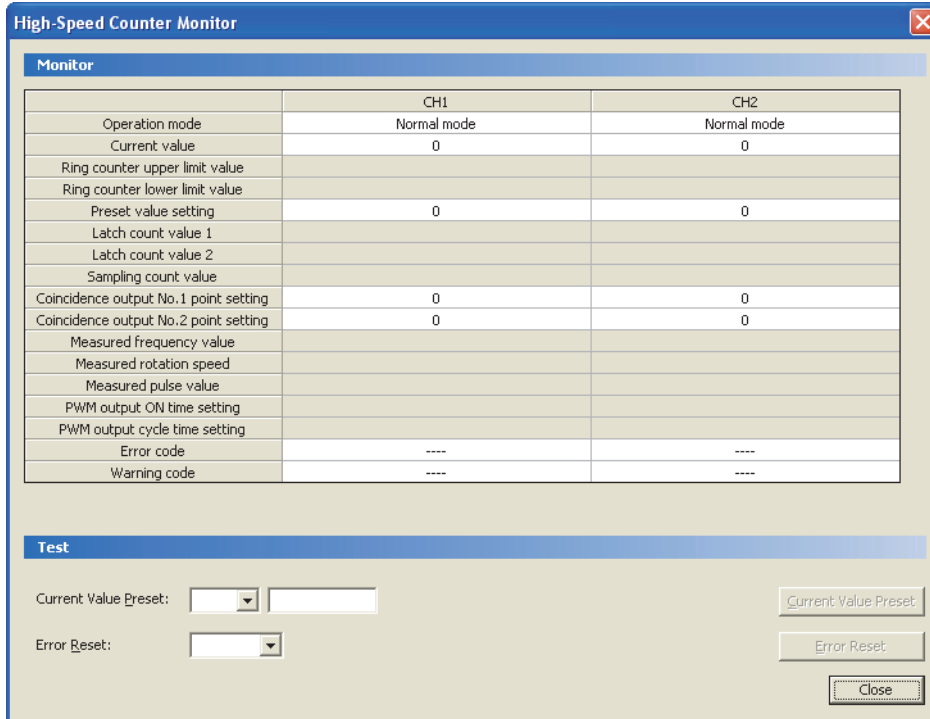 High-Speed Counter Monitor
Monitor
CH1 CH2
Operation mode Normal mode Normal mode
Current value 0 0
Ring counter upper limit value
Ring counter lower limit value
Preset value setting 0 0
Latch count value 1
Latch count value 2
Sampling count value
Coincidence output No.1 point setting 0 0
Coincidence output No.2 point setting 0 0
Measured frequency value
Measured rotation speed
Measured pulse value
PWM output ON time setting
PWM output cycle time setting
Error code ---- ----
Warning code ---- ----
Test
Current Value Preset: Current Value Preset
Error Reset: Error Reset
Close